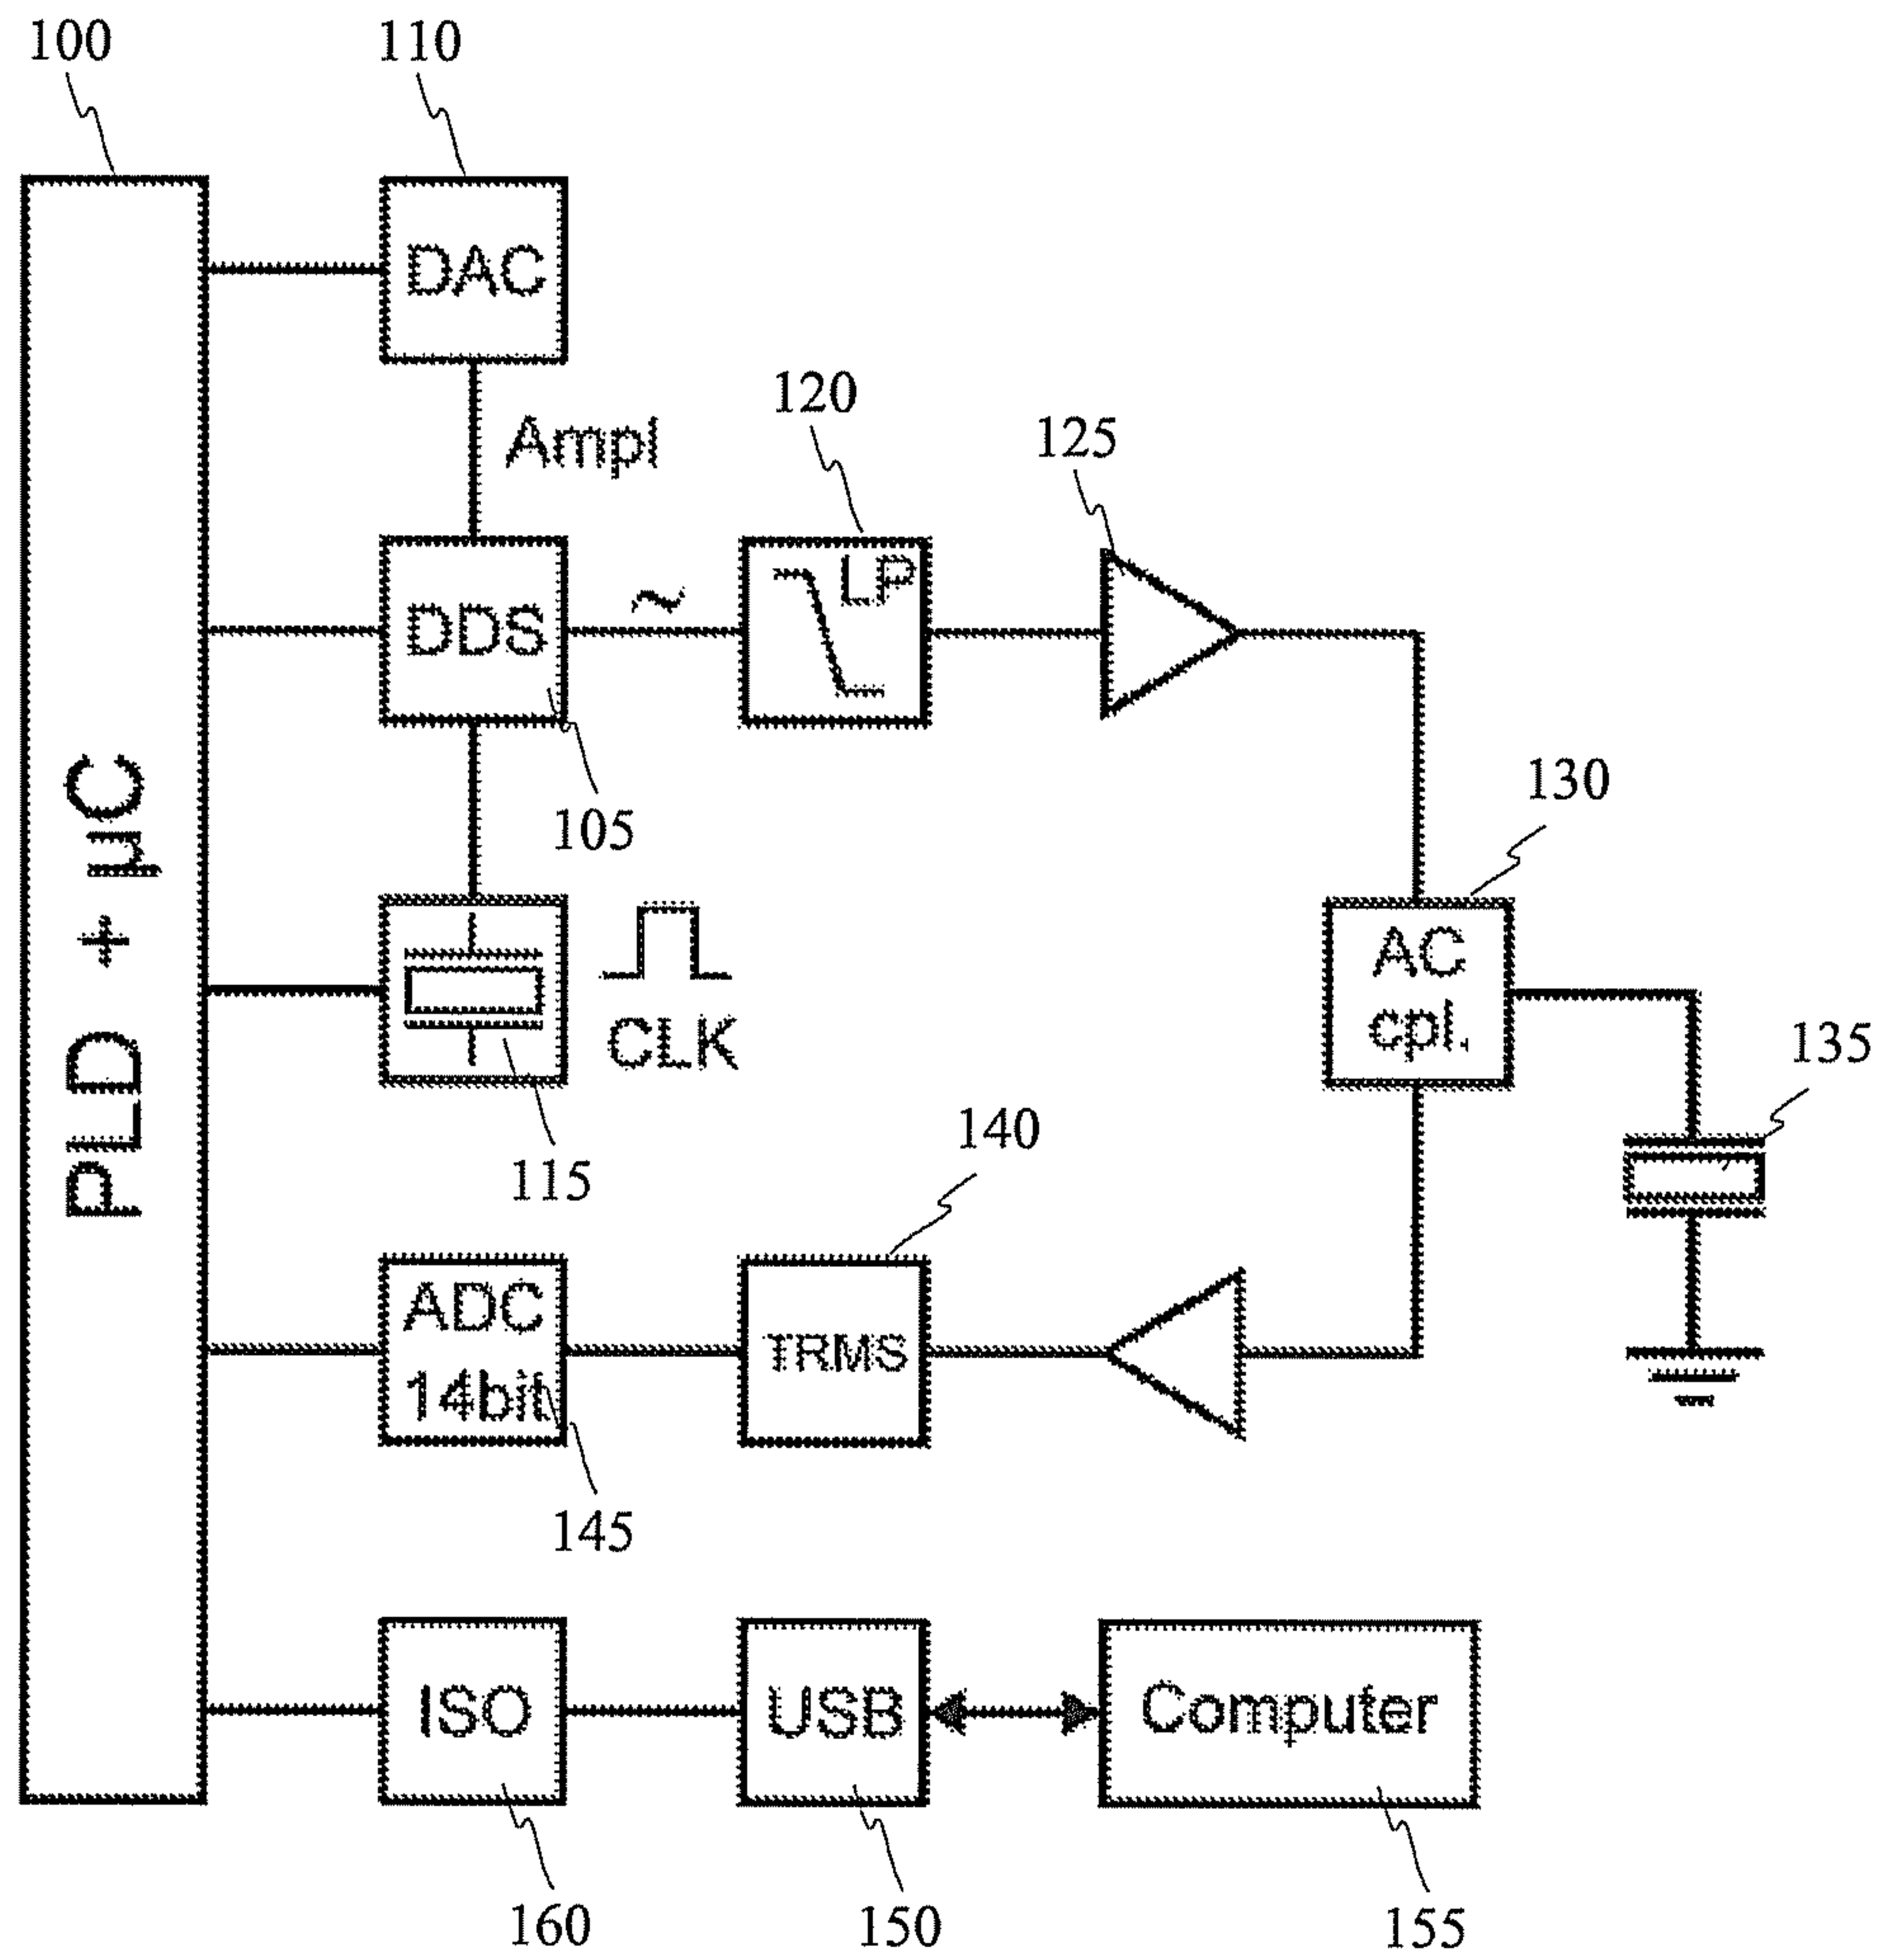 100
110
DAC
Ampl
120
125
LP
DDS
~
105
130
PLD + µC
AC
cpl.
CLK
135
115
140
ADC
14bit
TRMS
145
ISO
USB
Computer
160
150
155